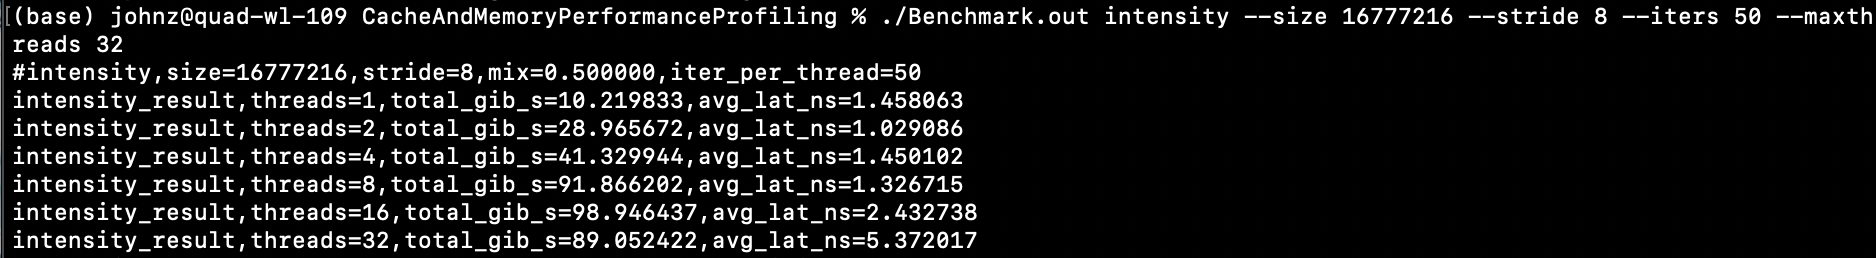 (base) johnz@quad-wl-109 CacheAndMemoryPerformanceProfiling % ./Benchmark.out intensity --size 16777216 --stride 8 --iters 50 --maxth
reads 32
#intensity,size=16777216,stride=8,mix=0.500000,iter_per_thread=50
intensity_result,threads=1,total_gib_s=10.219833,avg_lat_ns=1.458063
intensity_result,threads=2,total_gib_s=28.965672,avg_lat_ns=1.029086
intensity_result,threads=4,total_gib_s=41.329944,avg_lat_ns=1.450102
intensity_result,threads=8,total_gib_s=91.866202,avg_lat_ns=1.326715
intensity_result,threads=16,total_gib_s=98.946437,avg_lat_ns=2.432738
intensity_result,threads=32,total_gib_s=89.052422,avg_lat_ns=5.372017